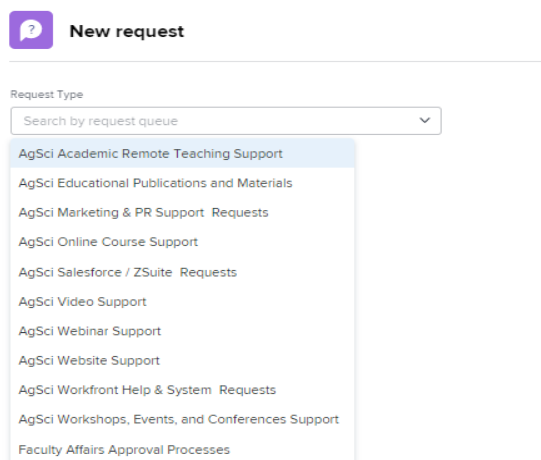 ?
New request
Request Type
Search by request queue
AgSci Academic Remote Teaching Support
AgSci Educational Publications and Materials
AgSci Marketing & PR Support  Requests
AgSci Online Course Support
AgSci Salesforce / ZSuite  Requests
AgSci Video Support
AgSci Webinar Support
AgSci Website Support
AgSci Workfront Help & System  Requests
AgSci Workshops, Events, and Conferences Support
Faculty Affairs Approval Processes